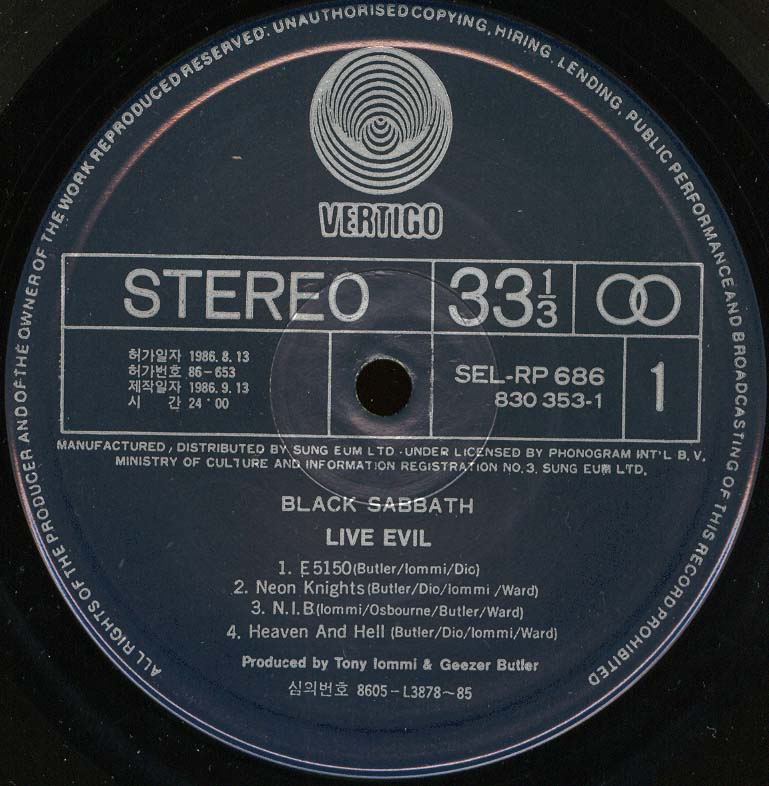 ALL RIGHTS OF THE PRODUCER AND OF THE OWNER OF THE WORK REPRODUCED RESERVED. UNAUTHORISED COPYING, HIRING, LENDING, PUBLIC PERFORMANCE AND BROADCASTING OF THIS RECORD PROHIBITED
VERTIGO
STEREO 33 1/3
허가일자 1986.8.13
허가번호 86-653
제작일자 1986.9.13
시 간 24·00
SEL-RP 686
830 353-1
1
MANUFACTURED, DISTRIBUTED BY SUNG EUM LTD·UNDER LICENSED BY PHONOGRAM INT'L B.V.
MINISTRY OF CULTURE AND INFORMATION REGISTRATION NO.3. SUNG EUM LTD.
BLACK SABBATH
LIVE EVIL
1. E5150(Butler/Iommi/Dio)
2. Neon Knights(Butler/Dio/Iommi/Ward)
3. N.I.B(Iommi/Osbourne/Butler/Ward)
4. Heaven And Hell (Butler/Dio/Iommi/Ward)
Produced by Tony Iommi & Geezer Butler
심의번호 8605-L3878~85